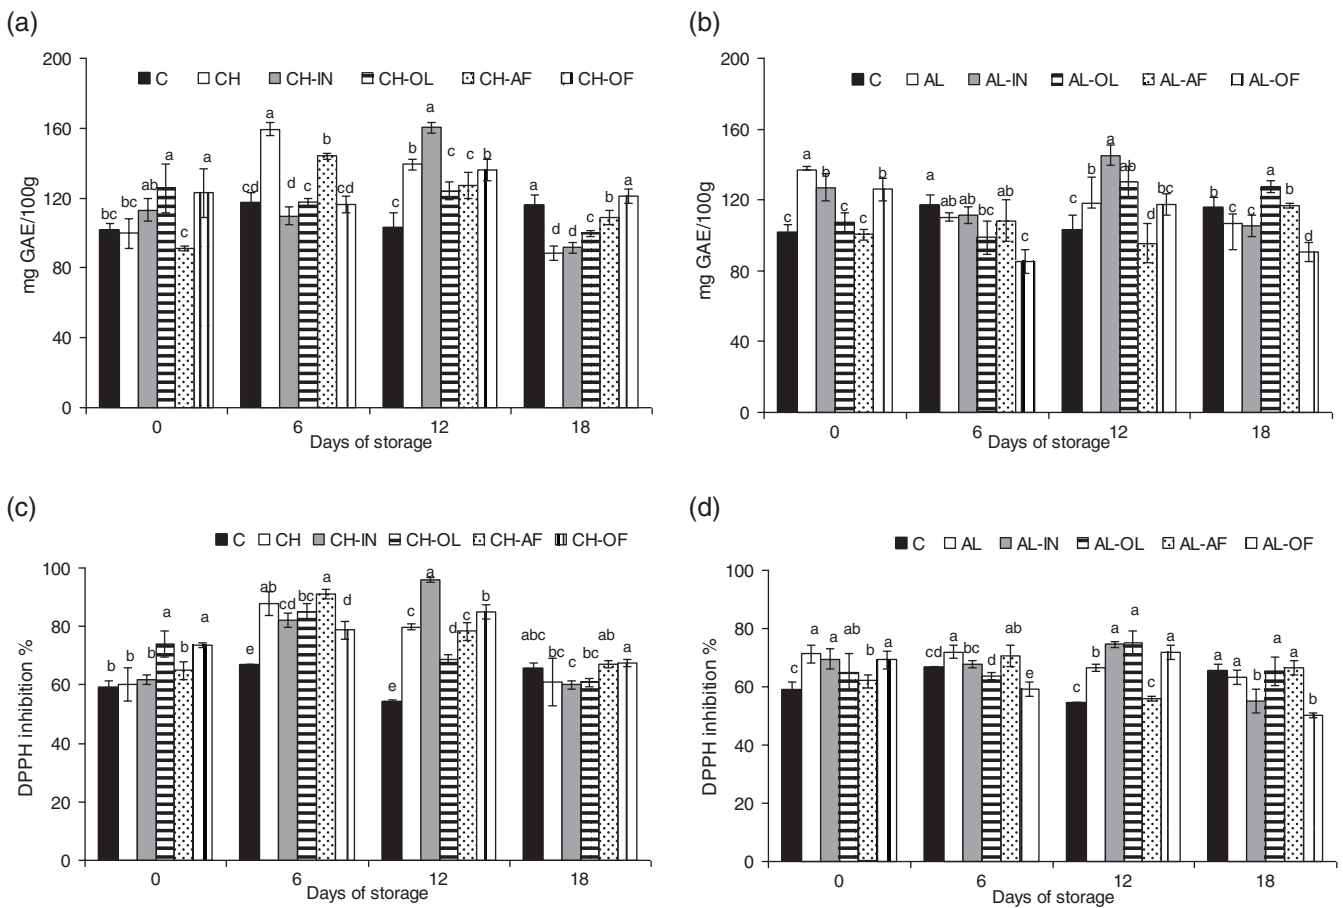 (a)
200
C CH CH-IN CH-OL CH-AF CH-OF
160
120
80
40
0
mg GAE/100g
bc bc ab a c a
cd a d c b cd
c b a c c b
a d d c b a
0 6 12 18
Days of storage
(b)
200
C AL AL-IN AL-OL AL-AF AL-OF
160
120
80
40
0
mg GAE/100g
c a b c c b
a ab ab bc ab c
c b a ab d bc
b c c a b d
0 6 12 18
Days of storage
(c)
C CH CH-IN CH-OL CH-AF CH-OF
100
80
60
40
20
0
DPPH inhibition %
b b b a b a
e ab cd bc a d
e c a d c b
abc bc c bc ab a
0 6 12 18
Days of storage
(d)
C AL AL-IN AL-OL AL-AF AL-OF
100
80
60
40
20
0
DPPH inhibition %
c a a ab b a
cd a bc d ab e
c b a a c a
a a b a a b
0 6 12 18
Days of storage